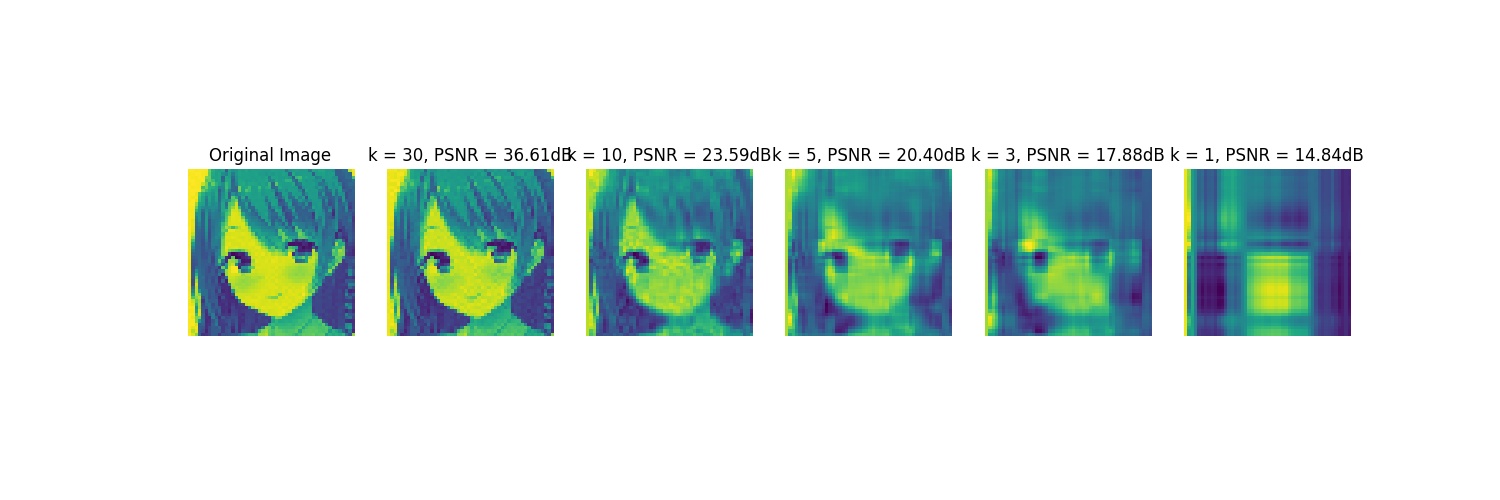 Original Image
k = 30, PSNR = 36.61dB
k = 10, PSNR = 23.59dB
k = 5, PSNR = 20.40dB
k = 3, PSNR = 17.88dB
k = 1, PSNR = 14.84dB